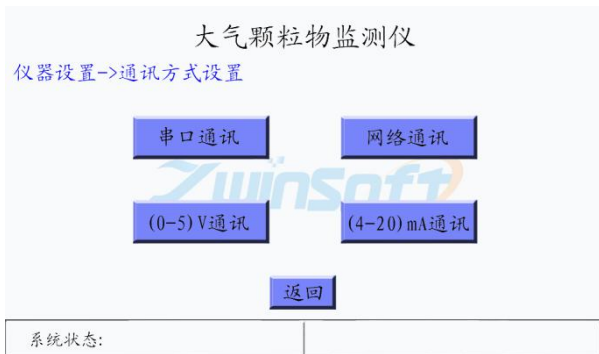 大气颗粒物监测仪
仪器设置->通讯方式设置
串口通讯 网络通讯
ZwinSoft
(0-5)V通讯 (4-20)mA通讯
返回
系统状态: